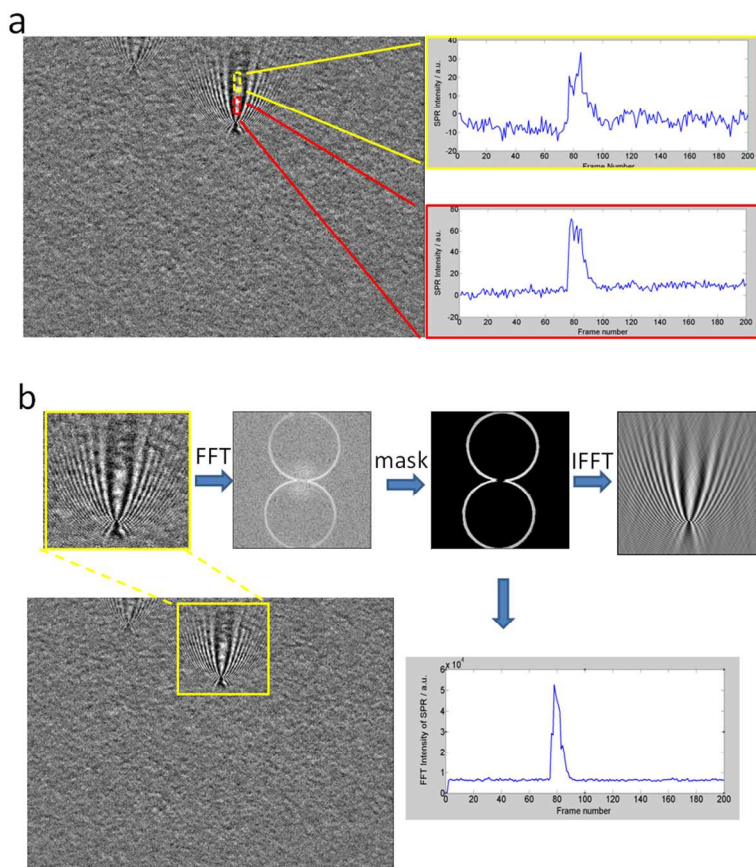 a
SPR Intensity / a.u.
40
30
20
10
0
-10
-20
0 20 40 60 80 100 120 140 160 180 200
Frame Number
SPR Intensity / a.u.
80
60
40
20
0
-20
0 20 40 60 80 100 120 140 160 180 200
Frame number
b
FFT
mask
IFFT
FFT Intensity of SPR / a.u.
x 10⁴
6
5
4
3
2
1
0
0 20 40 60 80 100 120 140 160 180 200
Frame number